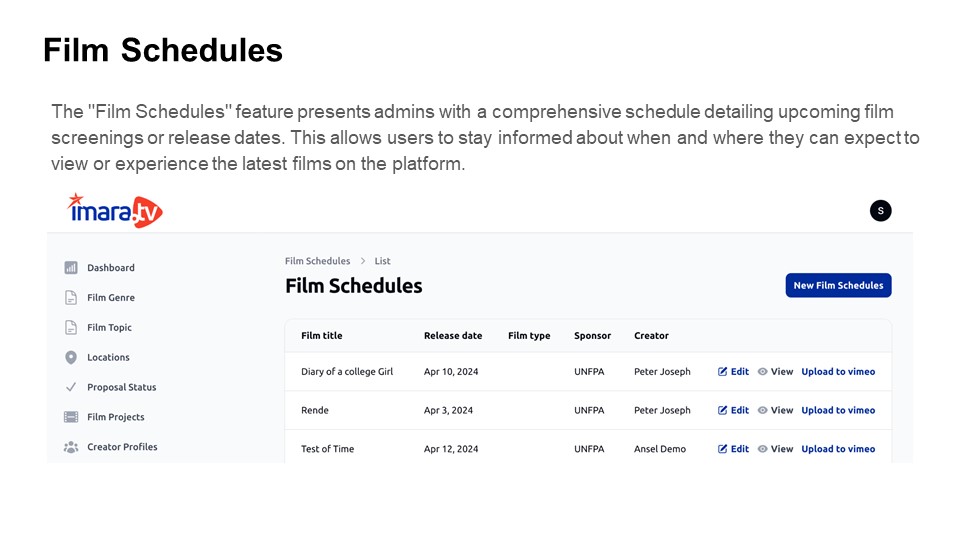 Film Schedules
The "Film Schedules" feature presents admins with a comprehensive schedule detailing upcoming film
screenings or release dates. This allows users to stay informed about when and where they can expect to
view or experience the latest films on the platform.
imara.tv
S
Dashboard
Film Genre
Film Topic
Locations
Proposal Status
Film Projects
Creator Profiles
Film Schedules > List
Film Schedules
New Film Schedules
Film title Release date Film type Sponsor Creator
Diary of a college Girl Apr 10, 2024 UNFPA Peter Joseph Edit View Upload to vimeo
Rende Apr 3, 2024 UNFPA Peter Joseph Edit View Upload to vimeo
Test of Time Apr 12, 2024 UNFPA Ansel Demo Edit View Upload to vimeo